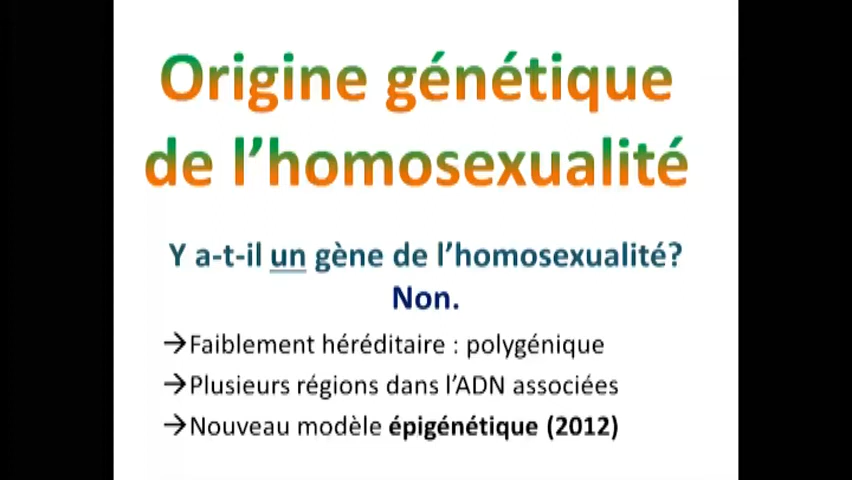 Origine génétique
de l'homosexualité
Y a-t-il un gène de l'homosexualité?
Non.
→Faiblement héréditaire : polygénique
→Plusieurs régions dans l'ADN associées
→Nouveau modèle épigénétique (2012)